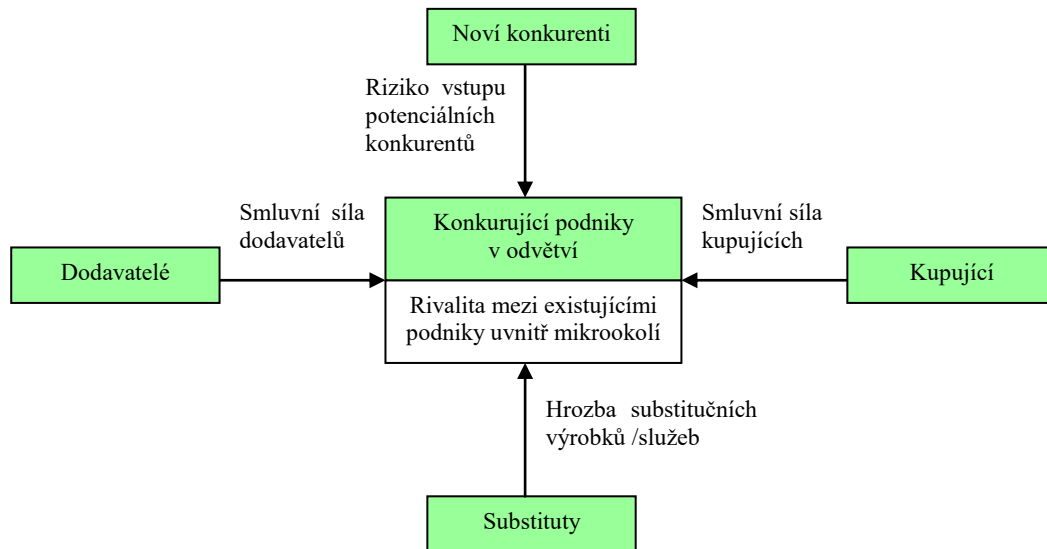 Noví konkurenti
Riziko vstupu
potenciálních
konkurentů
Smluvní síla
dodavatelů
Konkurující podniky
v odvětví
Smluvní síla
kupujících
Dodavatelé
Kupující
Rivalita mezi existujícími
podniky uvnitř mikrookolí
Hrozba substitučních
výrobků /služeb
Substituty